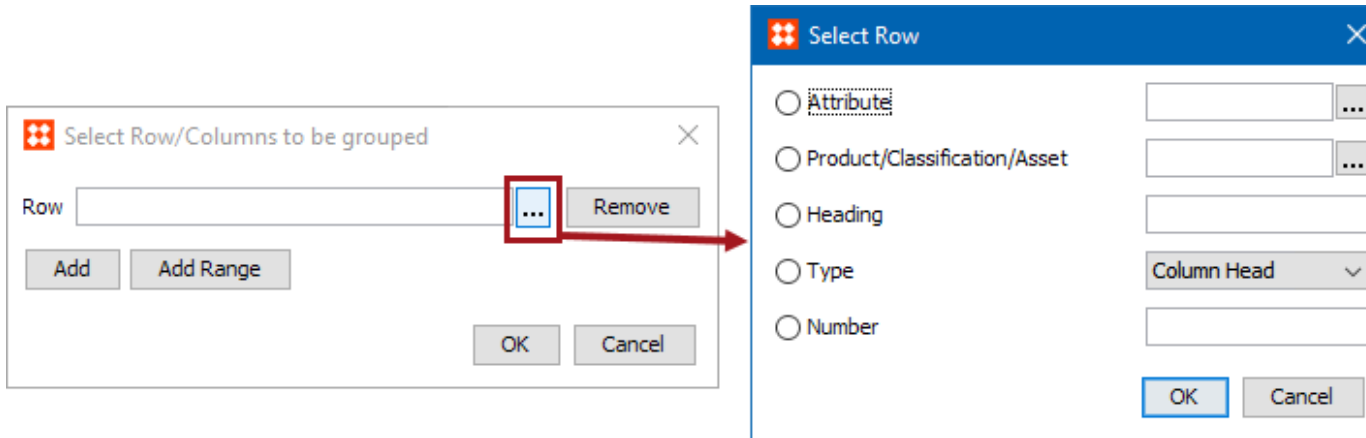 Select Row/Columns to be grouped
Row ... Remove
Add Add Range
OK Cancel
Select Row
Attribute ...
Product/Classification/Asset ...
Heading
Type Column Head
Number
OK Cancel